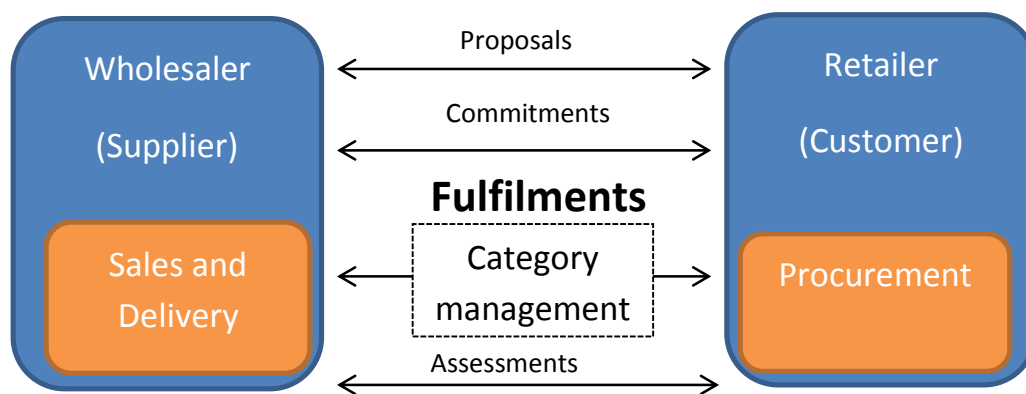 Wholesaler
(Supplier)
Sales and
Delivery
Proposals
Commitments
Fulfilments
Category
management
Assessments
Retailer
(Customer)
Procurement